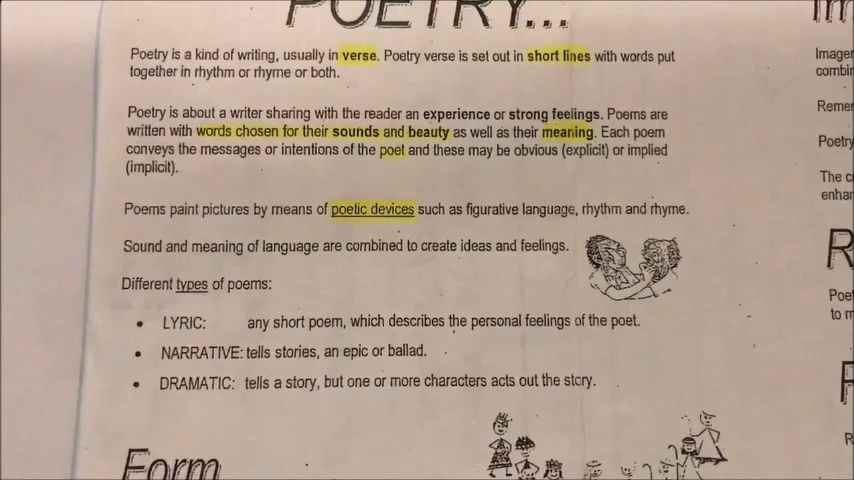 POETRY...
Poetry is a kind of writing, usually in verse. Poetry verse is set out in short lines with words put
together in rhythm or rhyme or both.
Poetry is about a writer sharing with the reader an experience or strong feelings. Poems are
written with words chosen for their sounds and beauty as well as their meaning. Each poem
conveys the messages or intentions of the poet and these may be obvious (explicit) or implied
(implicit).
Poems paint pictures by means of poetic devices such as figurative language, rhythm and rhyme.
Sound and meaning of language are combined to create ideas and feelings.
Different types of poems:
• LYRIC: any short poem, which describes the personal feelings of the poet.
• NARRATIVE: tells stories, an epic or ballad.
• DRAMATIC: tells a story, but one or more characters acts out the story.
Form
Im
Imager
combin
Remer
Poetry
The c
enhan
R
Poet
to m
R